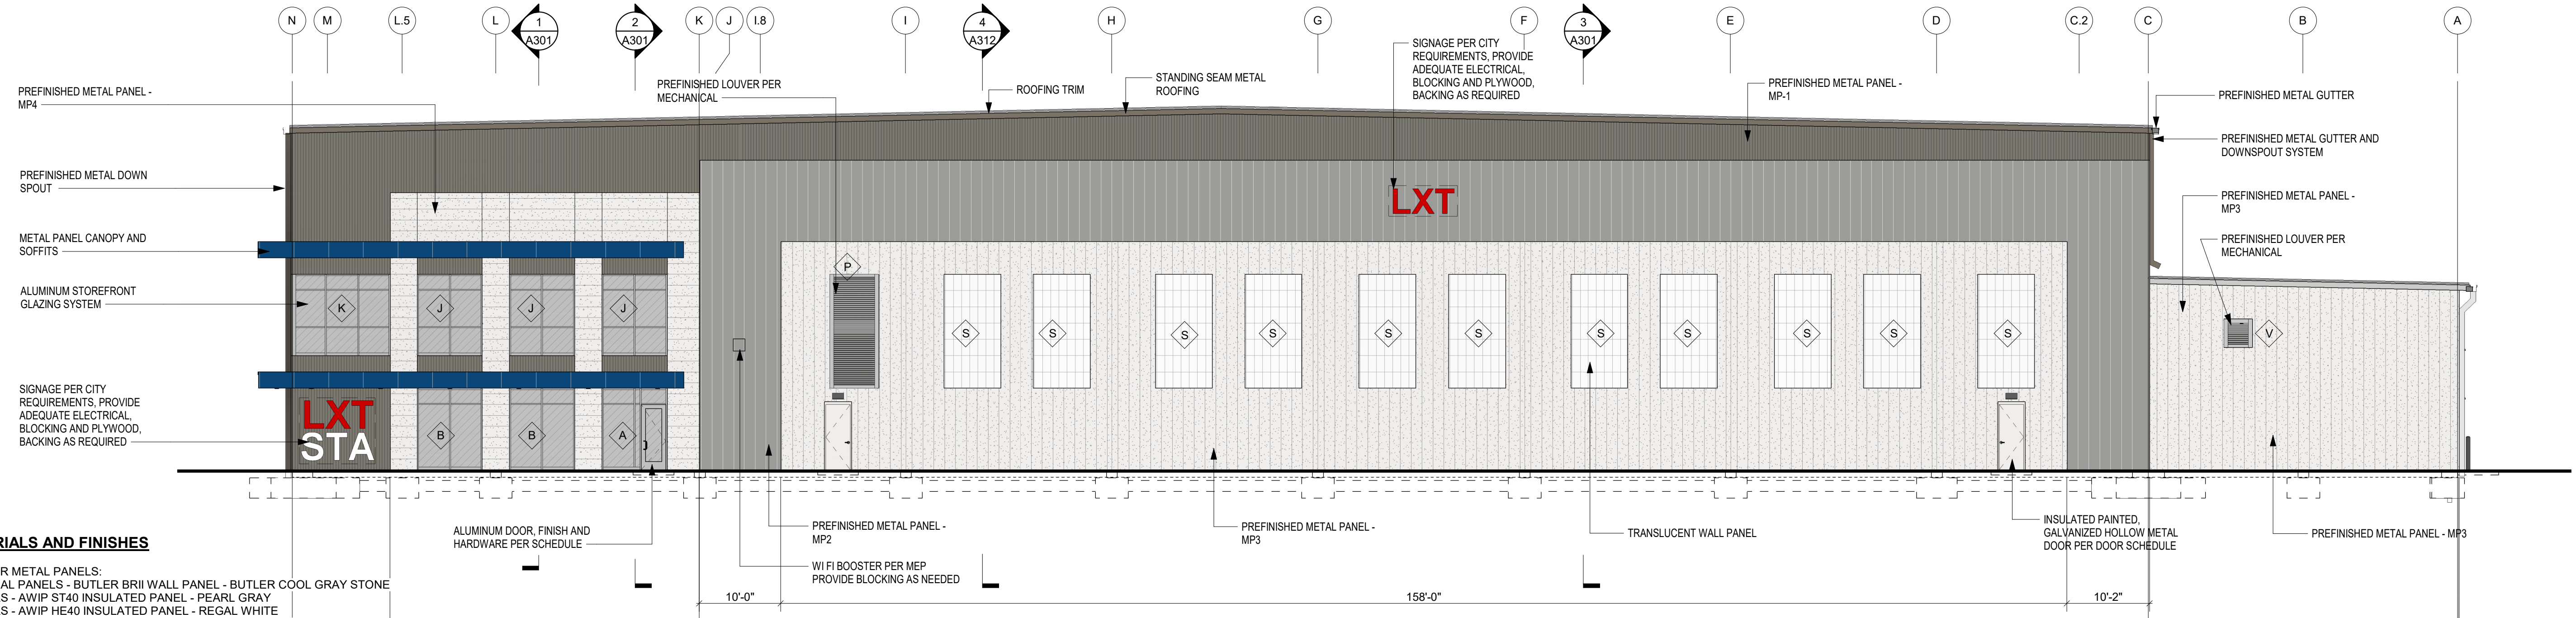 N
M
L.5
L
1
A301
2
A301
K
J
I.8
I
4
A312
H
G
F
3
A301
E
D
C.2
C
B
A
PREFINISHED METAL PANEL -
MP4
PREFINISHED LOUVER PER
MECHANICAL
ROOFING TRIM
STANDING SEAM METAL
ROOFING
SIGNAGE PER CITY
REQUIREMENTS, PROVIDE
ADEQUATE ELECTRICAL,
BLOCKING AND PLYWOOD,
BACKING AS REQUIRED
PREFINISHED METAL PANEL -
MP-1
PREFINISHED METAL GUTTER
PREFINISHED METAL GUTTER AND
DOWNSPOUT SYSTEM
PREFINISHED METAL DOWN
SPOUT
PREFINISHED METAL PANEL -
MP3
LXT
METAL PANEL CANOPY AND
SOFFITS
PREFINISHED LOUVER PER
MECHANICAL
P
ALUMINUM STOREFRONT
GLAZING SYSTEM
K
J
J
J
S
S
S
S
S
S
S
S
S
S
S
V
SIGNAGE PER CITY
REQUIREMENTS, PROVIDE
ADEQUATE ELECTRICAL,
BLOCKING AND PLYWOOD,
BACKING AS REQUIRED
LXT
STA
B
B
A
ALUMINUM DOOR, FINISH AND
HARDWARE PER SCHEDULE
PREFINISHED METAL PANEL -
MP2
WI FI BOOSTER PER MEP
PROVIDE BLOCKING AS NEEDED
PREFINISHED METAL PANEL -
MP3
TRANSLUCENT WALL PANEL
INSULATED PAINTED,
GALVANIZED HOLLOW METAL
DOOR PER DOOR SCHEDULE
PREFINISHED METAL PANEL - MP3
RIALS AND FINISHES
R METAL PANELS:
AL PANELS - BUTLER BRII WALL PANEL - BUTLER COOL GRAY STONE
S - AWIP ST40 INSULATED PANEL - PEARL GRAY
S - AWIP HE40 INSULATED PANEL - REGAL WHITE
10'-0"
158'-0"
10'-2"